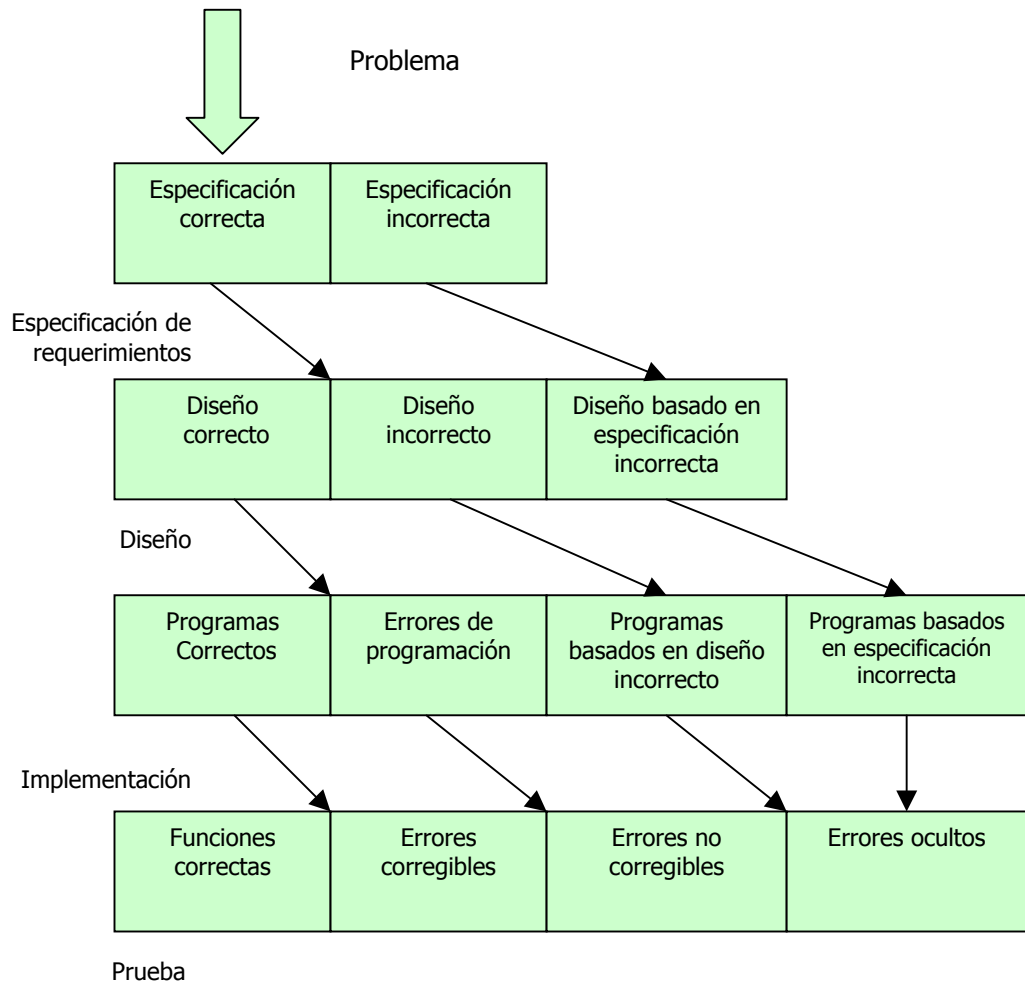 Problema
Especificación
correcta
Especificación
incorrecta
Especificación de
requerimientos
Diseño
correcto
Diseño
incorrecto
Diseño basado en
especificación
incorrecta
Diseño
Programas
Correctos
Errores de
programación
Programas
basados en diseño
incorrecto
Programas basados
en especificación
incorrecta
Implementación
Funciones
correctas
Errores
corregibles
Errores no
corregibles
Errores ocultos
Prueba